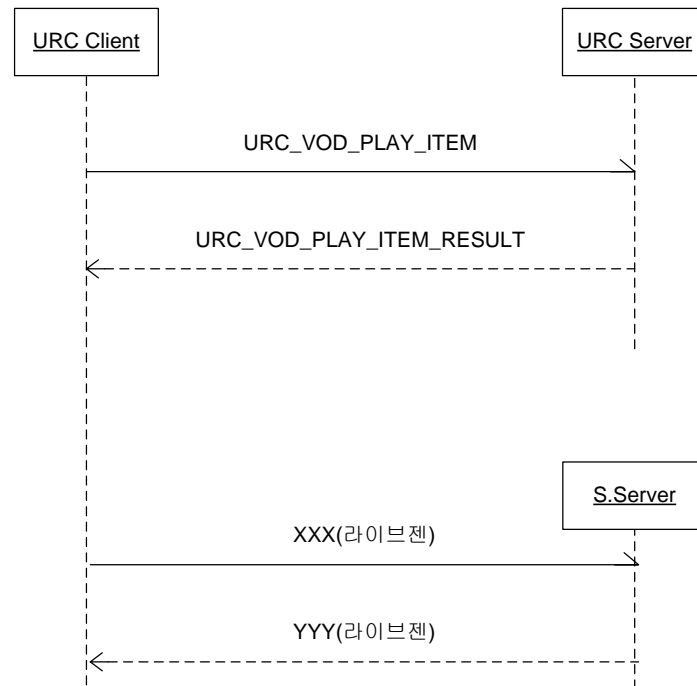 URC Client
URC Server
URC_VOD_PLAY_ITEM
URC_VOD_PLAY_ITEM_RESULT
S.Server
XXX(라이브젠)
YYY(라이브젠)